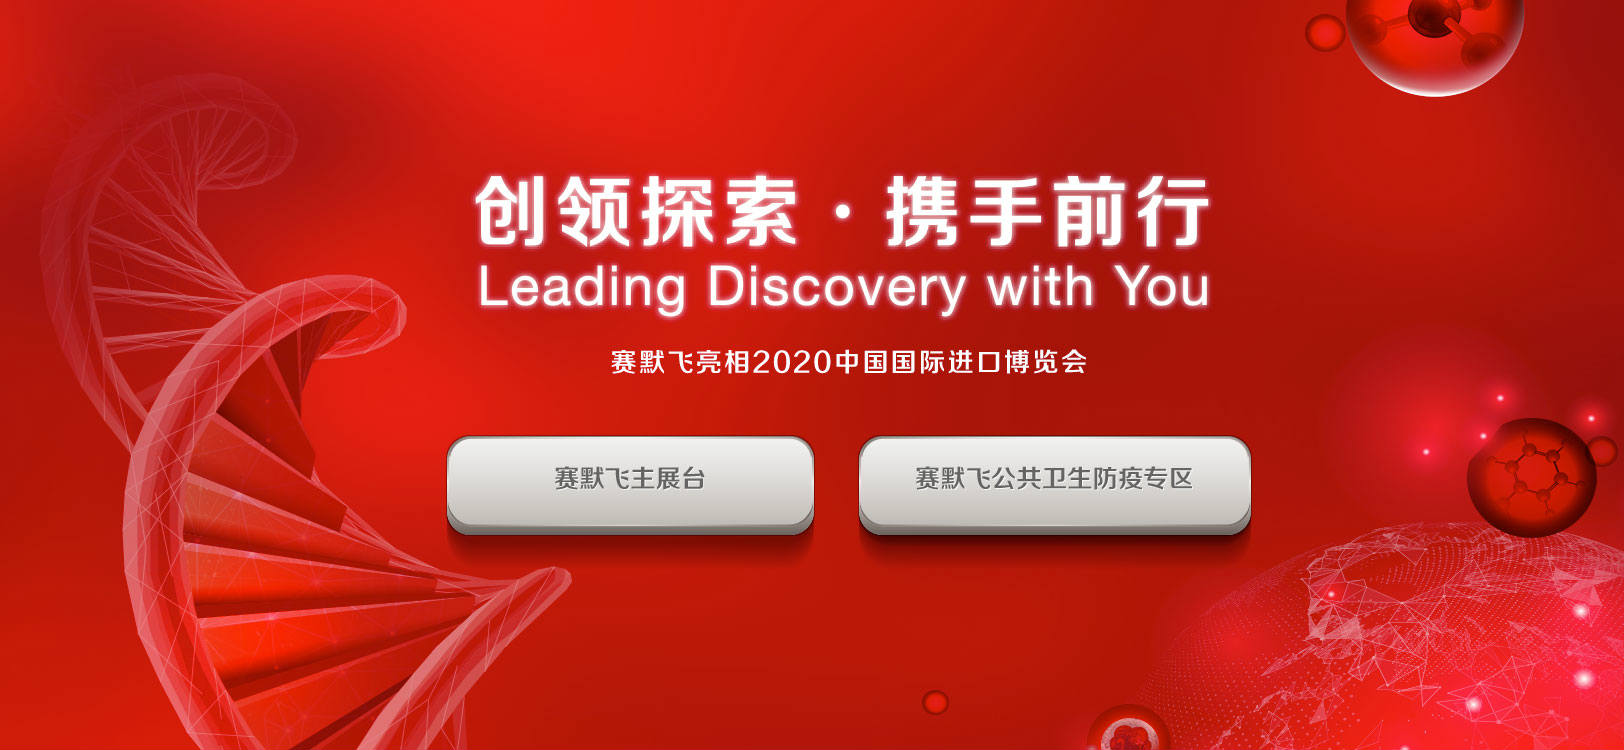 创领探索·携手前行
Leading Discovery with You
赛默飞亮相2020中国国际进口博览会
赛默飞主展台
赛默飞公共卫生防疫专区